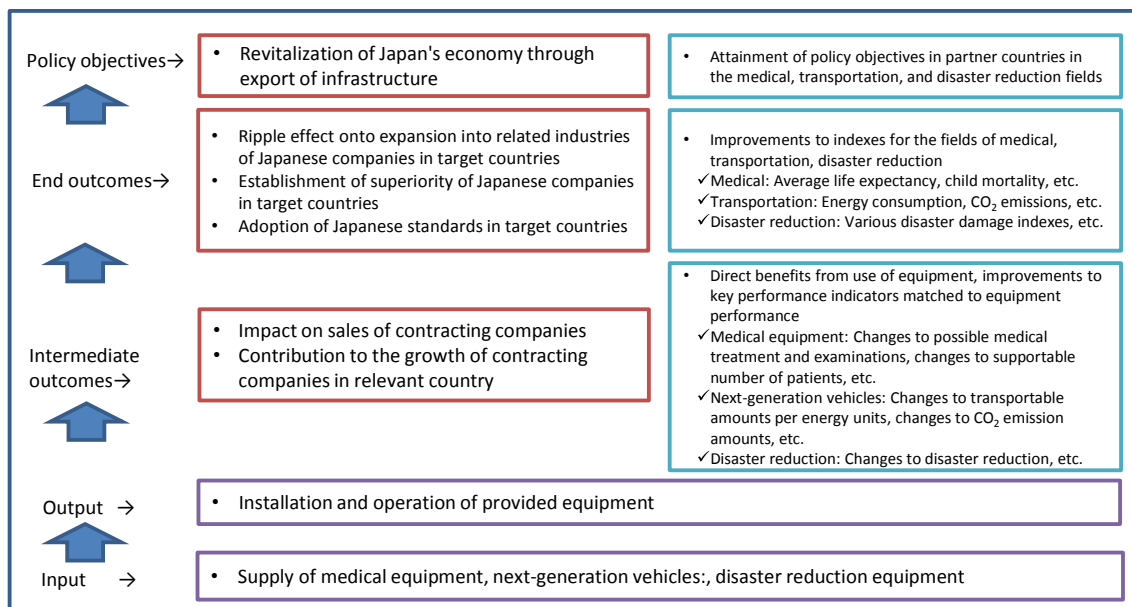 Policy objectives→
• Revitalization of Japan's economy through
export of infrastructure
• Attainment of policy objectives in partner countries in
the medical, transportation, and disaster reduction fields
End outcomes→
• Ripple effect onto expansion into related industries
of Japanese companies in target countries
• Establishment of superiority of Japanese companies
in target countries
• Adoption of Japanese standards in target countries
• Improvements to indexes for the fields of medical,
transportation, disaster reduction
✓Medical: Average life expectancy, child mortality, etc.
✓Transportation: Energy consumption, CO₂ emissions, etc.
✓Disaster reduction: Various disaster damage indexes, etc.
Intermediate
outcomes→
• Impact on sales of contracting companies
• Contribution to the growth of contracting
companies in relevant country
• Direct benefits from use of equipment, improvements to
key performance indicators matched to equipment
performance
✓Medical equipment: Changes to possible medical
treatment and examinations, changes to supportable
number of patients, etc.
✓Next-generation vehicles: Changes to transportable
amounts per energy units, changes to CO₂ emission
amounts, etc.
✓Disaster reduction: Changes to disaster reduction, etc.
Output →
• Installation and operation of provided equipment
Input →
• Supply of medical equipment, next-generation vehicles:, disaster reduction equipment